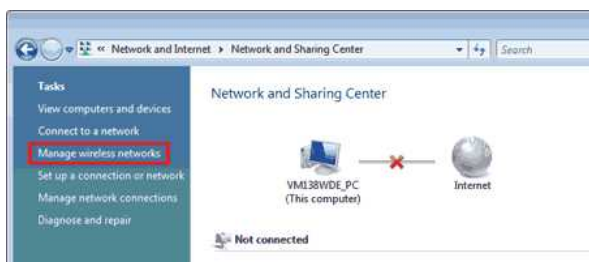 « Network and Internet ▸ Network and Sharing Center
Search
Tasks
View computers and devices
Connect to a network
Manage wireless networks
Set up a connection or network
Manage network connections
Diagnose and repair
Network and Sharing Center
VM138WDE_PC
(This computer)
Internet
Not connected